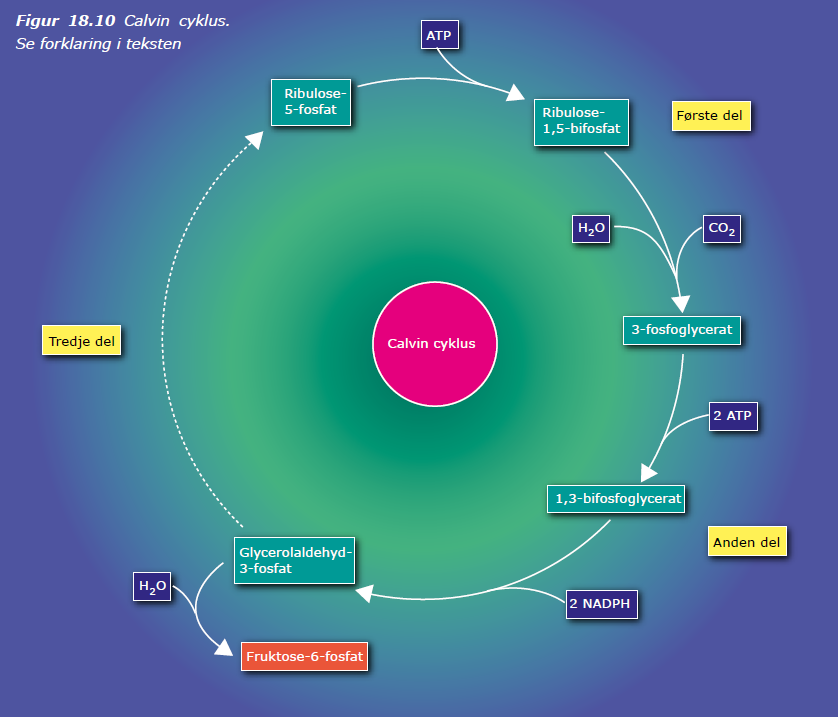 Figur 18.10 Calvin cyklus.
Se forklaring i teksten
ATP
Ribulose-
5-fosfat
Ribulose-
1,5-bifosfat
Første del
H₂O
CO₂
3-fosfoglycerat
Calvin cyklus
Tredje del
2 ATP
1,3-bifosfoglycerat
Anden del
Glycerolaldehyd-
3-fosfat
H₂O
2 NADPH
Fruktose-6-fosfat